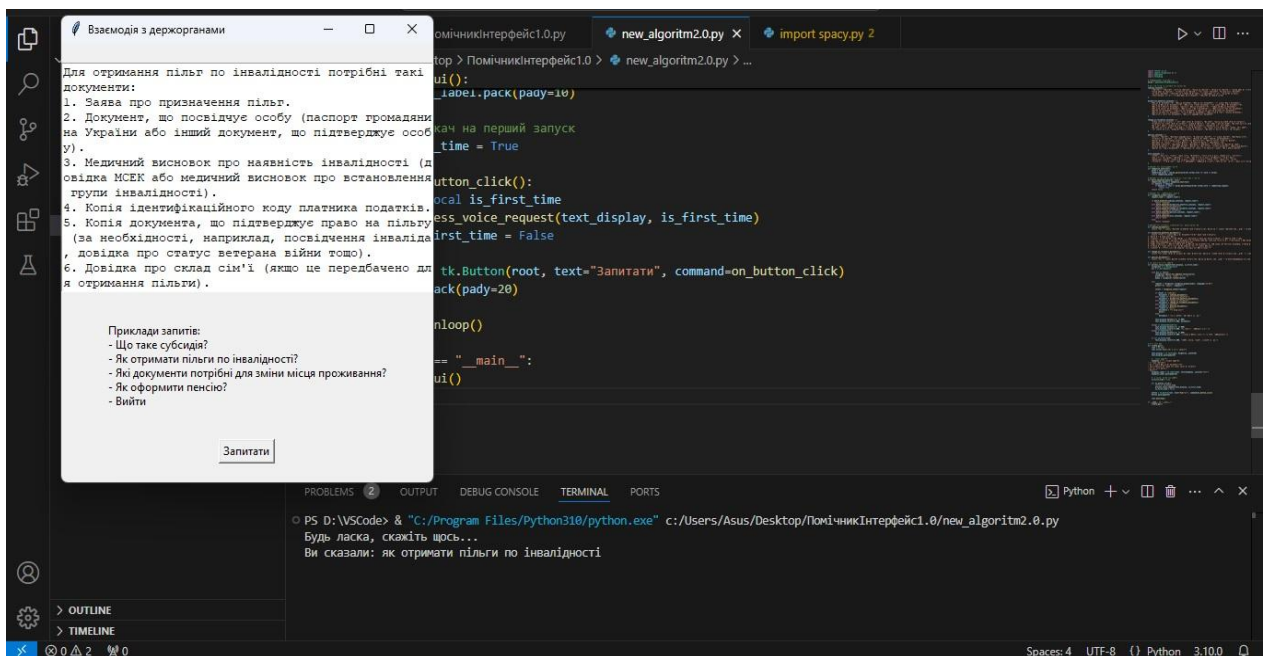 Взаємодія з держорганами
Для отримання пільг по інвалідності потрібні такі
документи:
1. Заява про призначення пільг.
2. Документ, що посвідчує особу (паспорт громадяни
на України або інший документ, що підтверджує особ
у).
3. Медичний висновок про наявність інвалідності (д
овідка МСЕК або медичний висновок про встановлення
групи інвалідності).
4. Копія ідентифікаційного коду платника податків.
5. Копія документа, що підтверджує право на пільгу
(за необхідності, наприклад, посвідчення інваліда
, довідка про статус ветерана війни тощо).
6. Довідка про склад сім'ї (якщо це передбачено дл
я отримання пільги).
Приклади запитів:
- Що таке субсидія?
- Як отримати пільги по інвалідності?
- Які документи потрібні для зміни місця проживання?
- Як оформити пенсію?
- Вийти
Запитати
омічникІнтерфейс1.0.py
new_algoritm2.0.py
import spacy.py 2
top > ПомічникІнтерфейс1.0 > new_algoritm2.0.py > ...
ui():
_label.pack(pady=10)
кач на перший запуск
_time = True
utton_click():
ocal is_first_time
ess_voice_request(text_display, is_first_time)
irst_time = False
tk.Button(root, text="Запитати", command=on_button_click)
ack(pady=20)
nloop()
== "__main__":
ui()
PROBLEMS 2 OUTPUT DEBUG CONSOLE TERMINAL PORTS
Python
PS D:\VSCode> & "C:/Program Files/Python310/python.exe" c:/Users/Asus/Desktop/ПомічникІнтерфейс1.0/new_algoritm2.0.py
Будь ласка, скажіть щось...
Ви сказали: як отримати пільги по інвалідності
> OUTLINE
> TIMELINE
0 2 0
Spaces: 4 UTF-8 {} Python 3.10.0